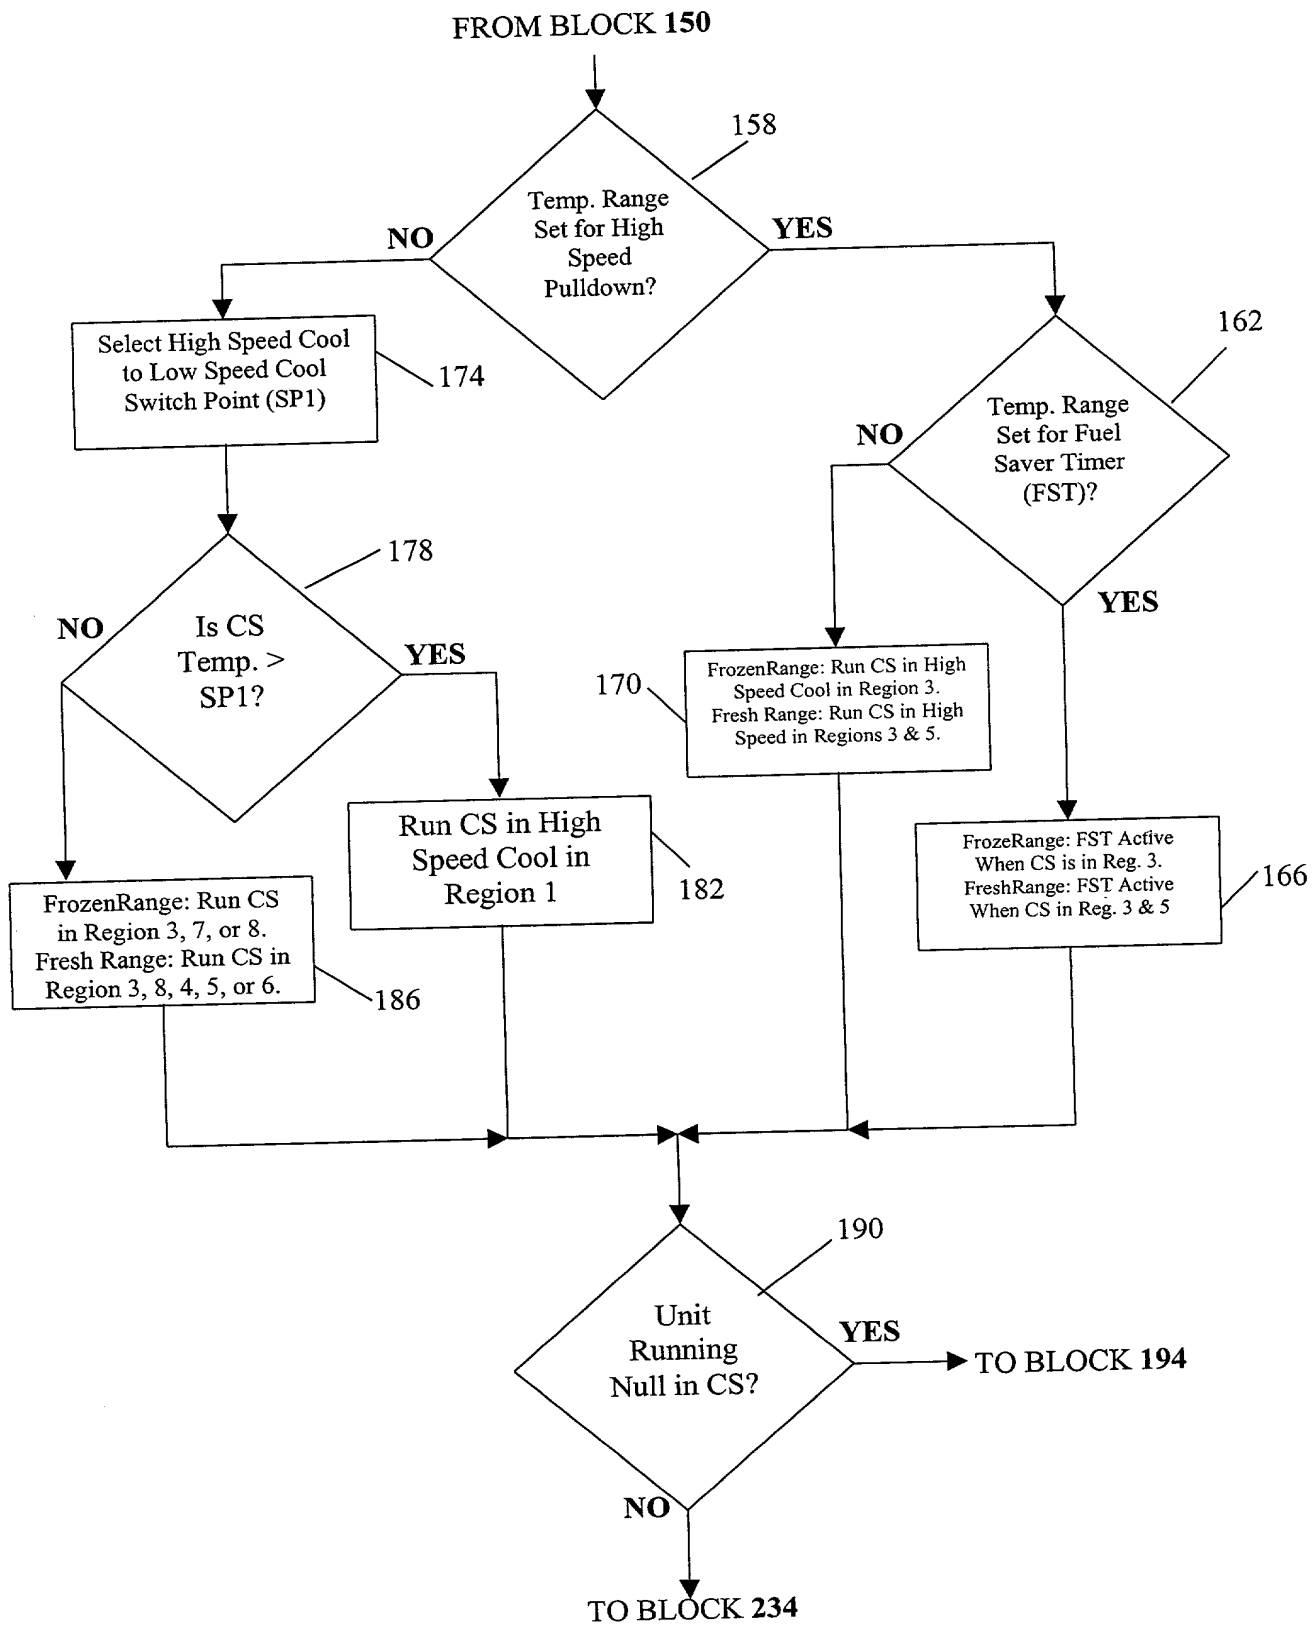 FROM BLOCK 150
158
Temp. Range
Set for High
Speed
Pulldown?
NO
YES
Select High Speed Cool
to Low Speed Cool
Switch Point (SP1)
174
162
Temp. Range
Set for Fuel
Saver Timer
(FST)?
NO
YES
178
Is CS
Temp. >
SP1?
NO
YES
170
FrozenRange: Run CS in High
Speed Cool in Region 3.
Fresh Range: Run CS in High
Speed in Regions 3 & 5.
Run CS in High
Speed Cool in
Region 1
182
FrozeRange: FST Active
When CS is in Reg. 3.
FreshRange: FST Active
When CS in Reg. 3 & 5
166
FrozenRange: Run CS
in Region 3, 7, or 8.
Fresh Range: Run CS in
Region 3, 8, 4, 5, or 6.
186
190
Unit
Running
Null in CS?
YES
TO BLOCK 194
NO
TO BLOCK 234